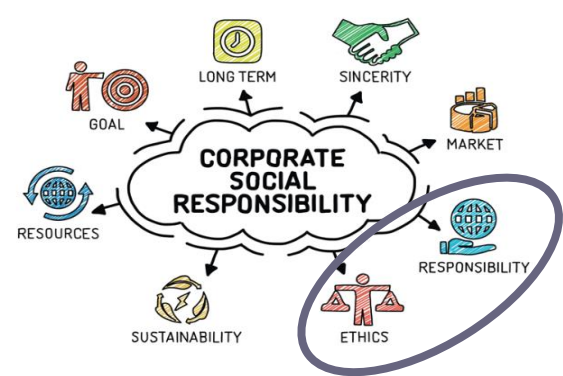 LONG TERM
SINCERITY
GOAL
MARKET
CORPORATE
SOCIAL
RESPONSIBILITY
RESOURCES
RESPONSIBILITY
SUSTAINABILITY
ETHICS